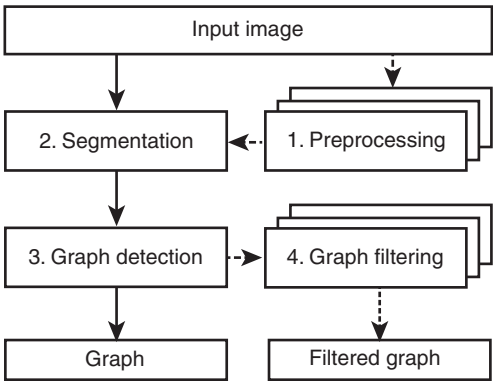 Input image
2. Segmentation
1. Preprocessing
3. Graph detection
4. Graph filtering
Graph
Filtered graph